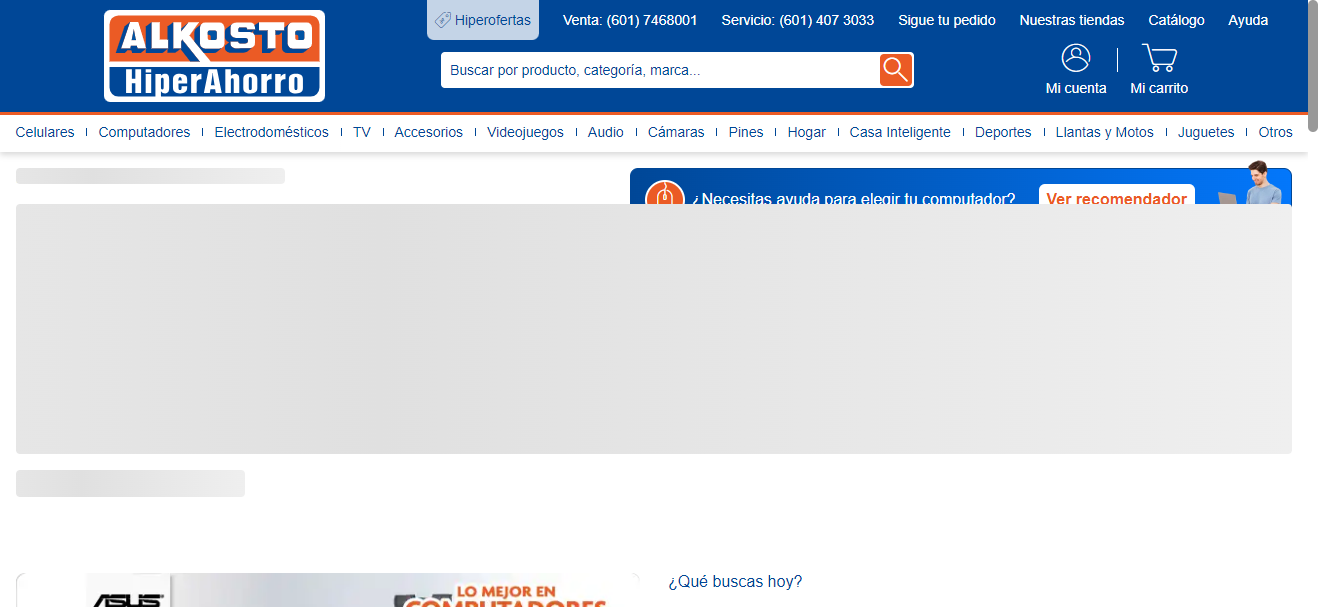 ALKOSTO
HiperAhorro
Hiperofertas
Venta: (601) 7468001
Servicio: (601) 407 3033
Sigue tu pedido
Nuestras tiendas
Catálogo
Ayuda
Buscar por producto, categoría, marca...
Mi cuenta
Mi carrito
Celulares
Computadores
Electrodomésticos
TV
Accesorios
Videojuegos
Audio
Cámaras
Pines
Hogar
Casa Inteligente
Deportes
Llantas y Motos
Juguetes
Otros
¿Necesitas ayuda para elegir tu computador?
Ver recomendador
ASUS
LO MEJOR EN
COMPUTADORES
¿Qué buscas hoy?